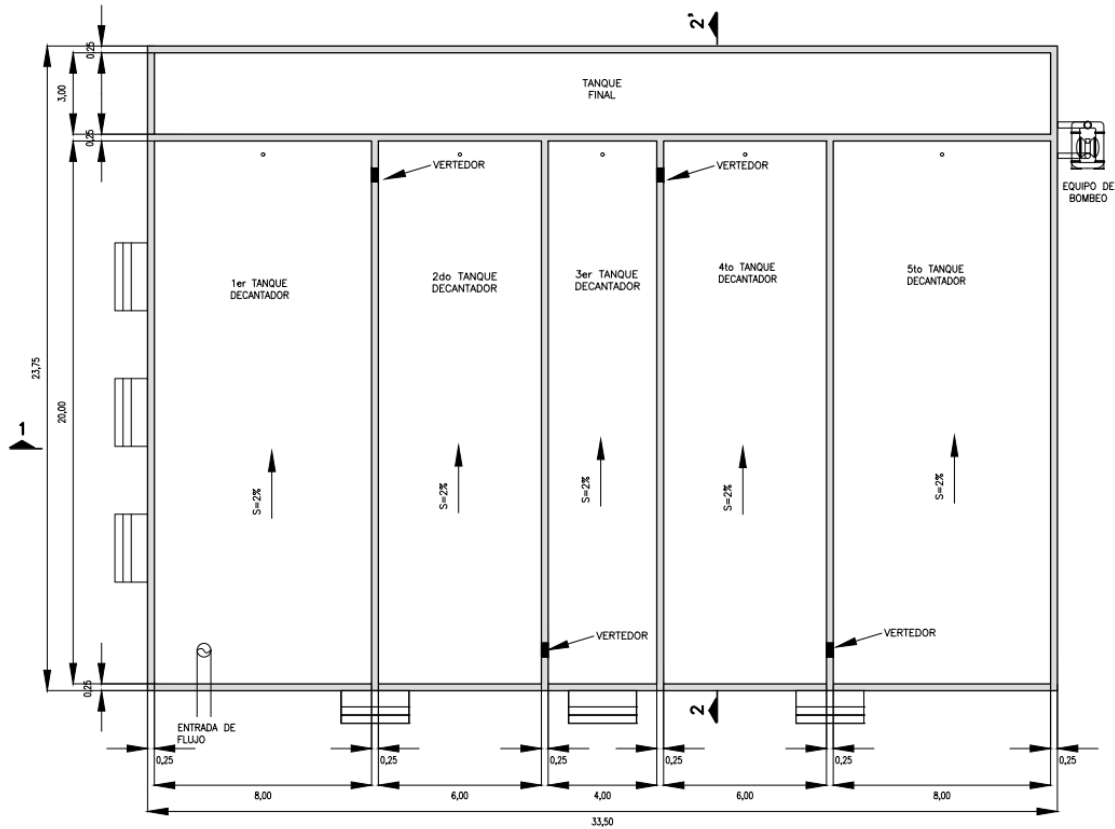 2'
0,25
3,00
0,25
TANQUE
FINAL
VERTEDOR
VERTEDOR
EQUIPO DE
BOMBEO
1er TANQUE
DECANTADOR
2do TANQUE
DECANTADOR
3er TANQUE
DECANTADOR
4to TANQUE
DECANTADOR
5to TANQUE
DECANTADOR
23,75
20,00
1
S=2%
S=2%
S=2%
S=2%
S=2%
VERTEDOR
VERTEDOR
0,25
2
ENTRADA DE
FLUJO
0,25
0,25
0,25
0,25
0,25
0,25
8,00
6,00
4,00
6,00
8,00
33,50